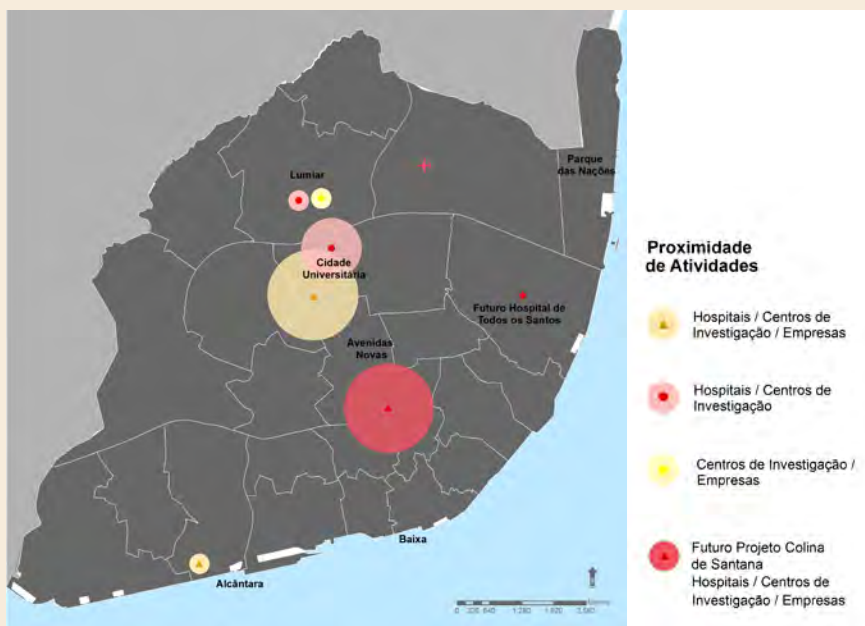 Parque
das Nações
Lumiar
Cidade
Universitária
Futuro Hospital de
Todos os Santos
Avenidas
Novas
Baixa
Alcântara
Proximidade
de Atividades
Hospitais / Centros de
Investigação / Empresas
Hospitais / Centros de
Investigação
Centros de Investigação /
Empresas
Futuro Projeto Colina
de Santana
Hospitais / Centros de
Investigação / Empresas